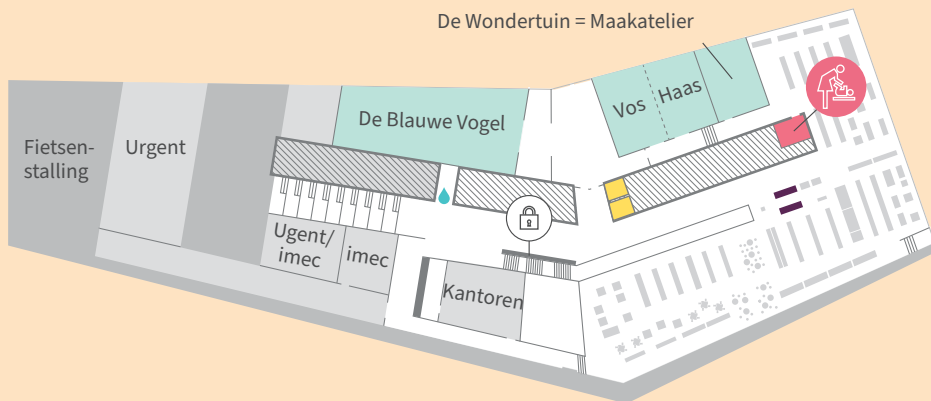 De Wondertuin = Maakatelier
Vos
Haas
De Blauwe Vogel
Fietsen-
stalling
Urgent
Ugent/
imec
imec
Kantoren